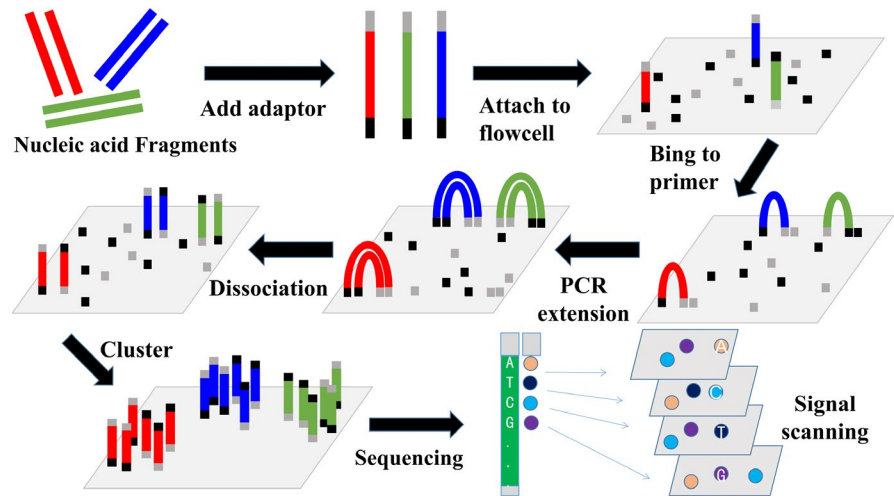 Nucleic acid Fragments
Add adaptor
Attach to
flowcell
Bing to
primer
PCR
extension
Dissociation
Cluster
Sequencing
A
T
C
G
.
.
.
A
C
T
G
Signal
scanning